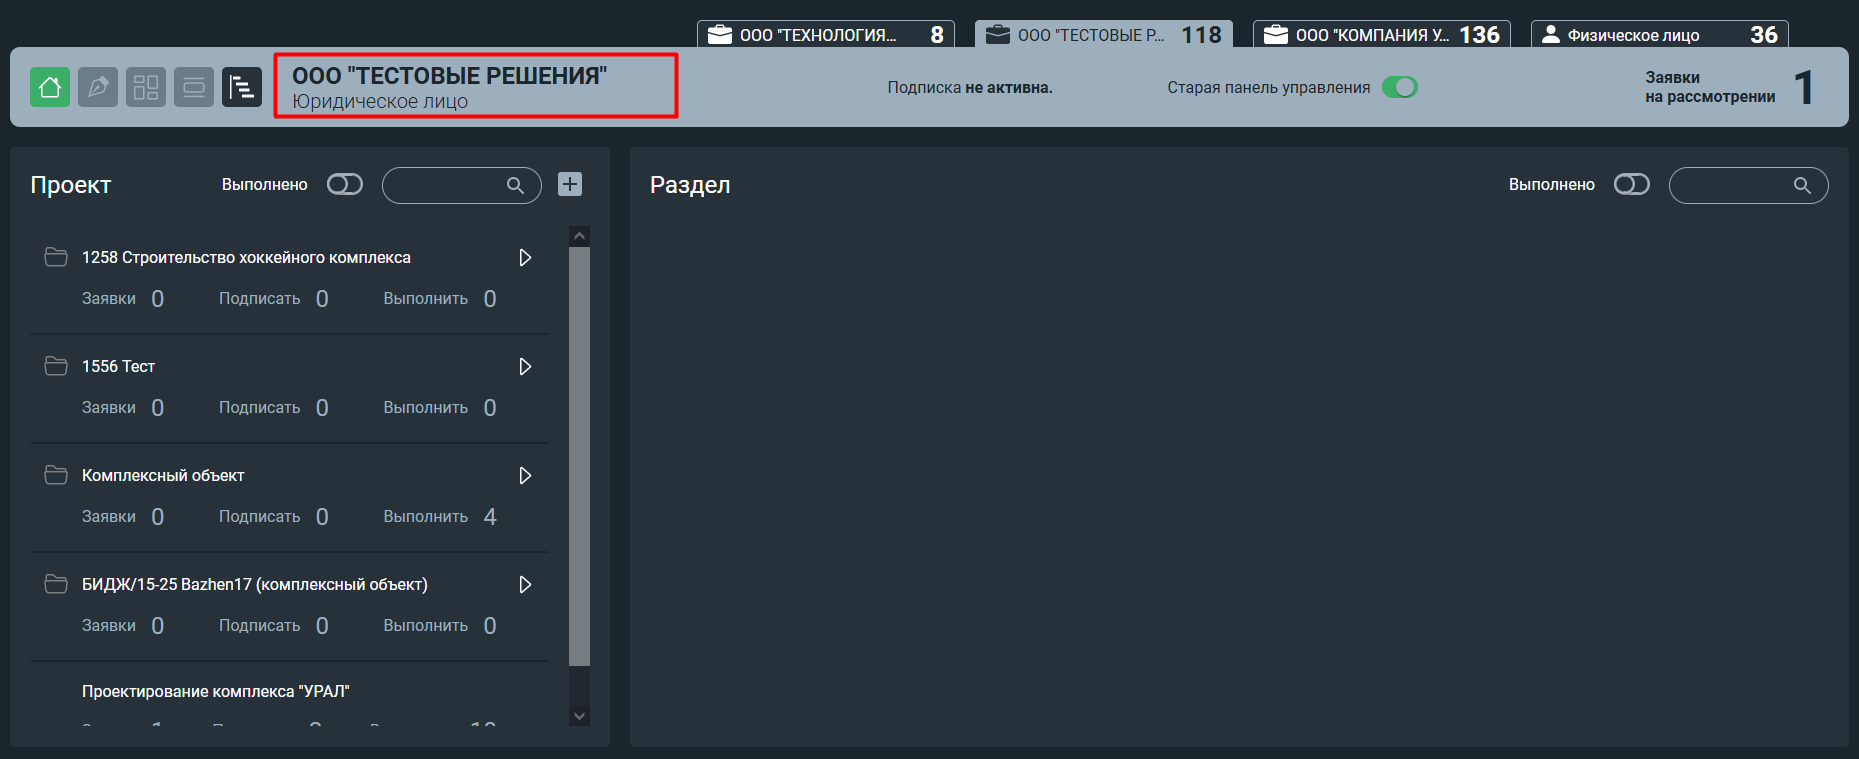 ООО "ТЕХНОЛОГИЯ... 8
ООО "ТЕСТОВЫЕ Р... 118
ООО "КОМПАНИЯ У... 136
Физическое лицо 36
ООО "ТЕСТОВЫЕ РЕШЕНИЯ"
Юридическое лицо
Подписка не активна.
Старая панель управления
Заявки
на рассмотрении 1
Проект
Выполнено
1258 Строительство хоккейного комплекса
Заявки 0 Подписать 0 Выполнить 0
1556 Тест
Заявки 0 Подписать 0 Выполнить 0
Комплексный объект
Заявки 0 Подписать 0 Выполнить 4
БИДЖ/15-25 Bazhen17 (комплексный объект)
Заявки 0 Подписать 0 Выполнить 0
Проектирование комплекса "УРАЛ"
Раздел
Выполнено